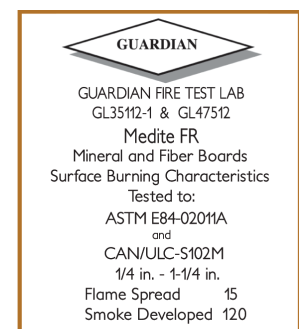 GUARDIAN
GUARDIAN FIRE TEST LAB
GL35112-1 & GL47512
Medite FR
Mineral and Fiber Boards
Surface Burning Characteristics
Tested to:
ASTM E84-02011A
and
CAN/ULC-S102M
1/4 in. - 1-1/4 in.
Flame Spread 15
Smoke Developed 120